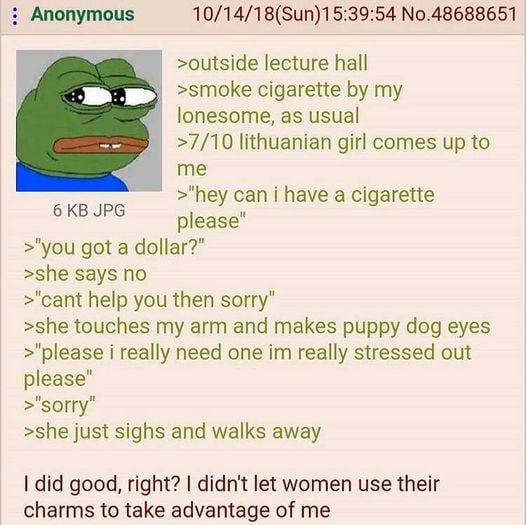 Anonymous 10/14/18(Sun)15:39:54 No.48688651
>outside lecture hall
>smoke cigarette by my
lonesome, as usual
>7/10 lithuanian girl comes up to
me
>"hey can i have a cigarette
please"
6 KB JPG
>"you got a dollar?"
>she says no
>"cant help you then sorry"
>she touches my arm and makes puppy dog eyes
>"please i really need one im really stressed out
please"
>"sorry"
>she just sighs and walks away
I did good, right? I didn't let women use their
charms to take advantage of me